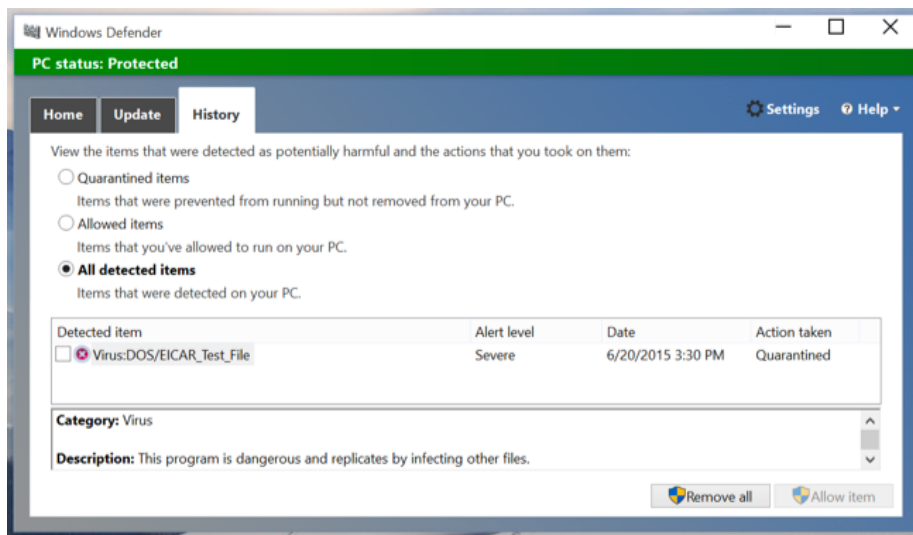 Windows Defender
PC status: Protected
Home Update History Settings Help
View the items that were detected as potentially harmful and the actions that you took on them:
Quarantined items
Items that were prevented from running but not removed from your PC.
Allowed items
Items that you've allowed to run on your PC.
All detected items
Items that were detected on your PC.
Detected item Alert level Date Action taken
Virus:DOS/EICAR_Test_File Severe 6/20/2015 3:30 PM Quarantined
Category: Virus
Description: This program is dangerous and replicates by infecting other files.
Remove all Allow item